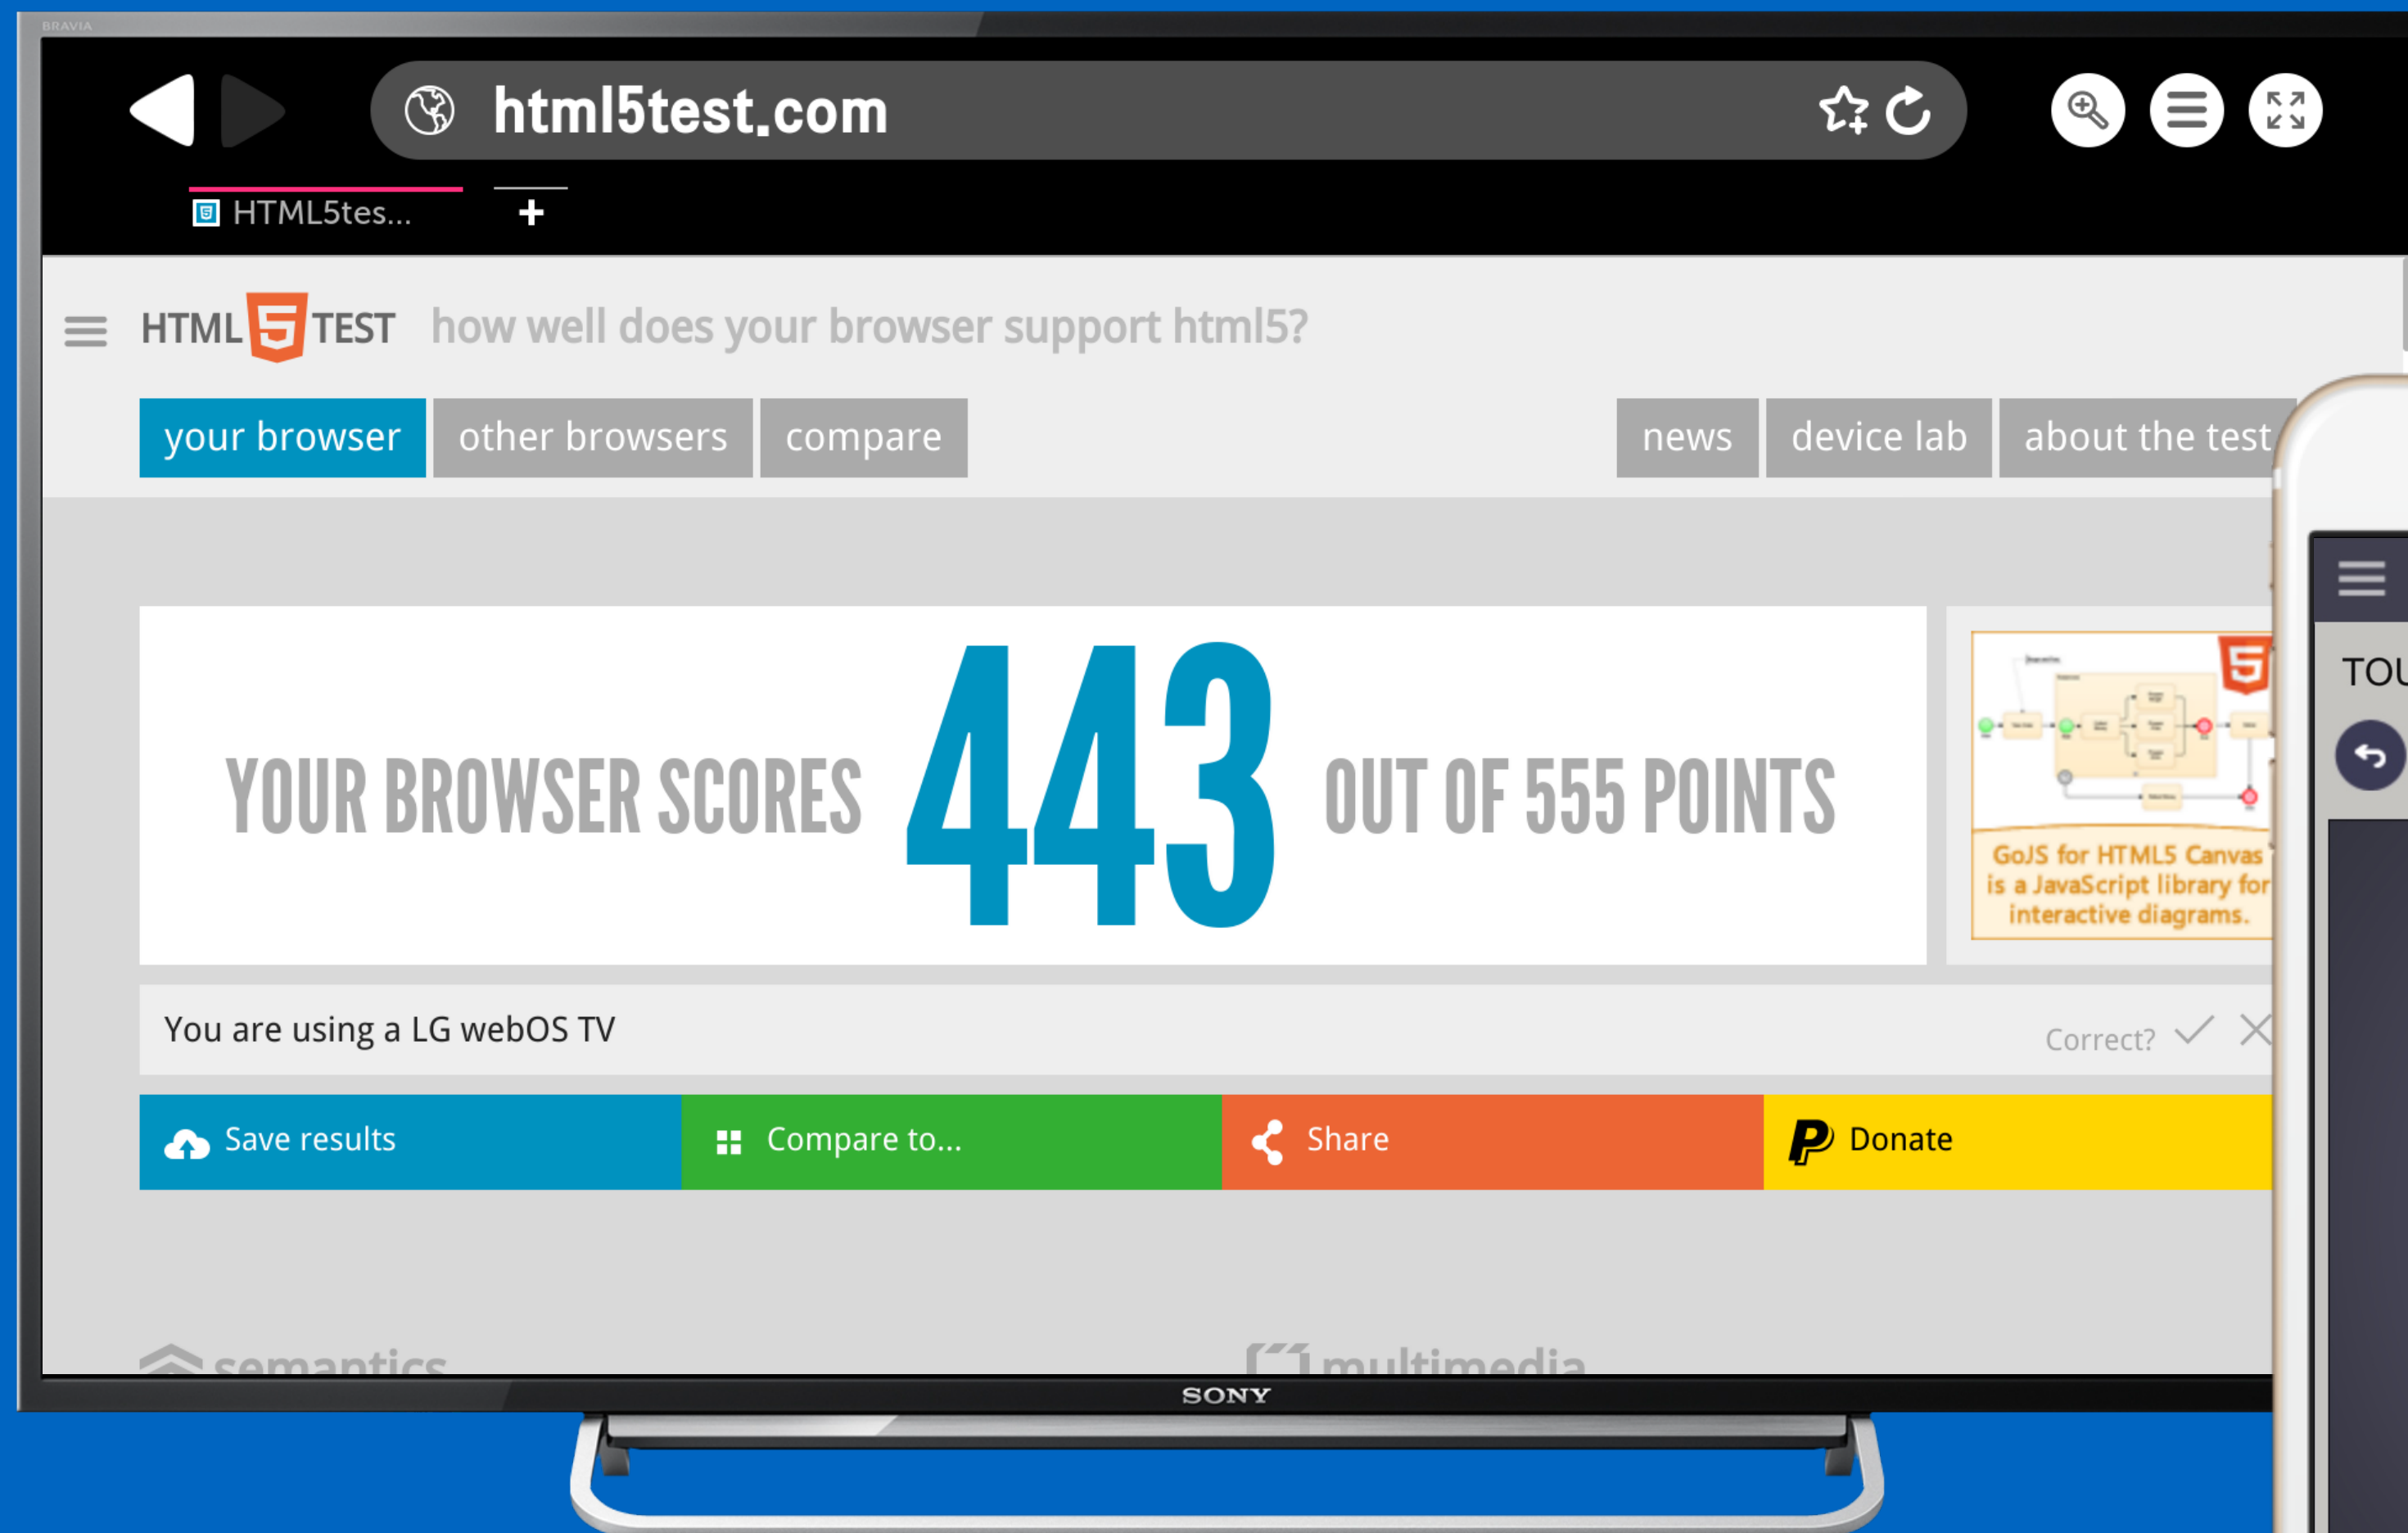 BRAVIA
html5test.com
HTML5tes...
HTML 5 TEST how well does your browser support html5?
your browser other browsers compare news device lab about the test
YOUR BROWSER SCORES 443 OUT OF 555 POINTS
5
GoJS for HTML5 Canvas
is a JavaScript library for
interactive diagrams.
You are using a LG webOS TV Correct?
Save results Compare to... Share Donate
semantics multimedia
SONY
TOU